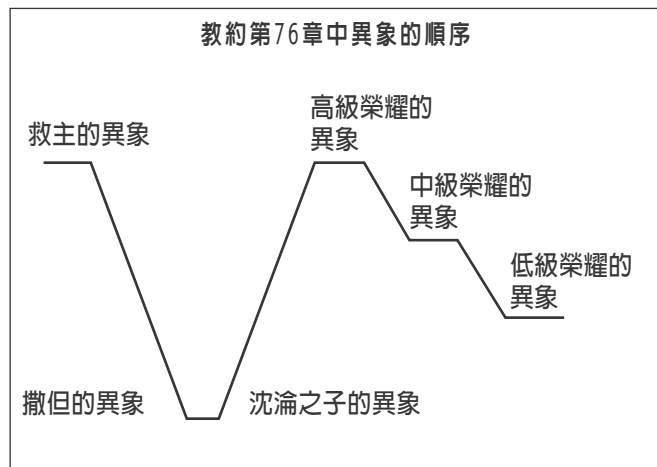 教約第76章中異象的順序
救主的異象
高級榮耀的
異象
中級榮耀的
異象
低級榮耀的
異象
撒但的異象
沈淪之子的異象